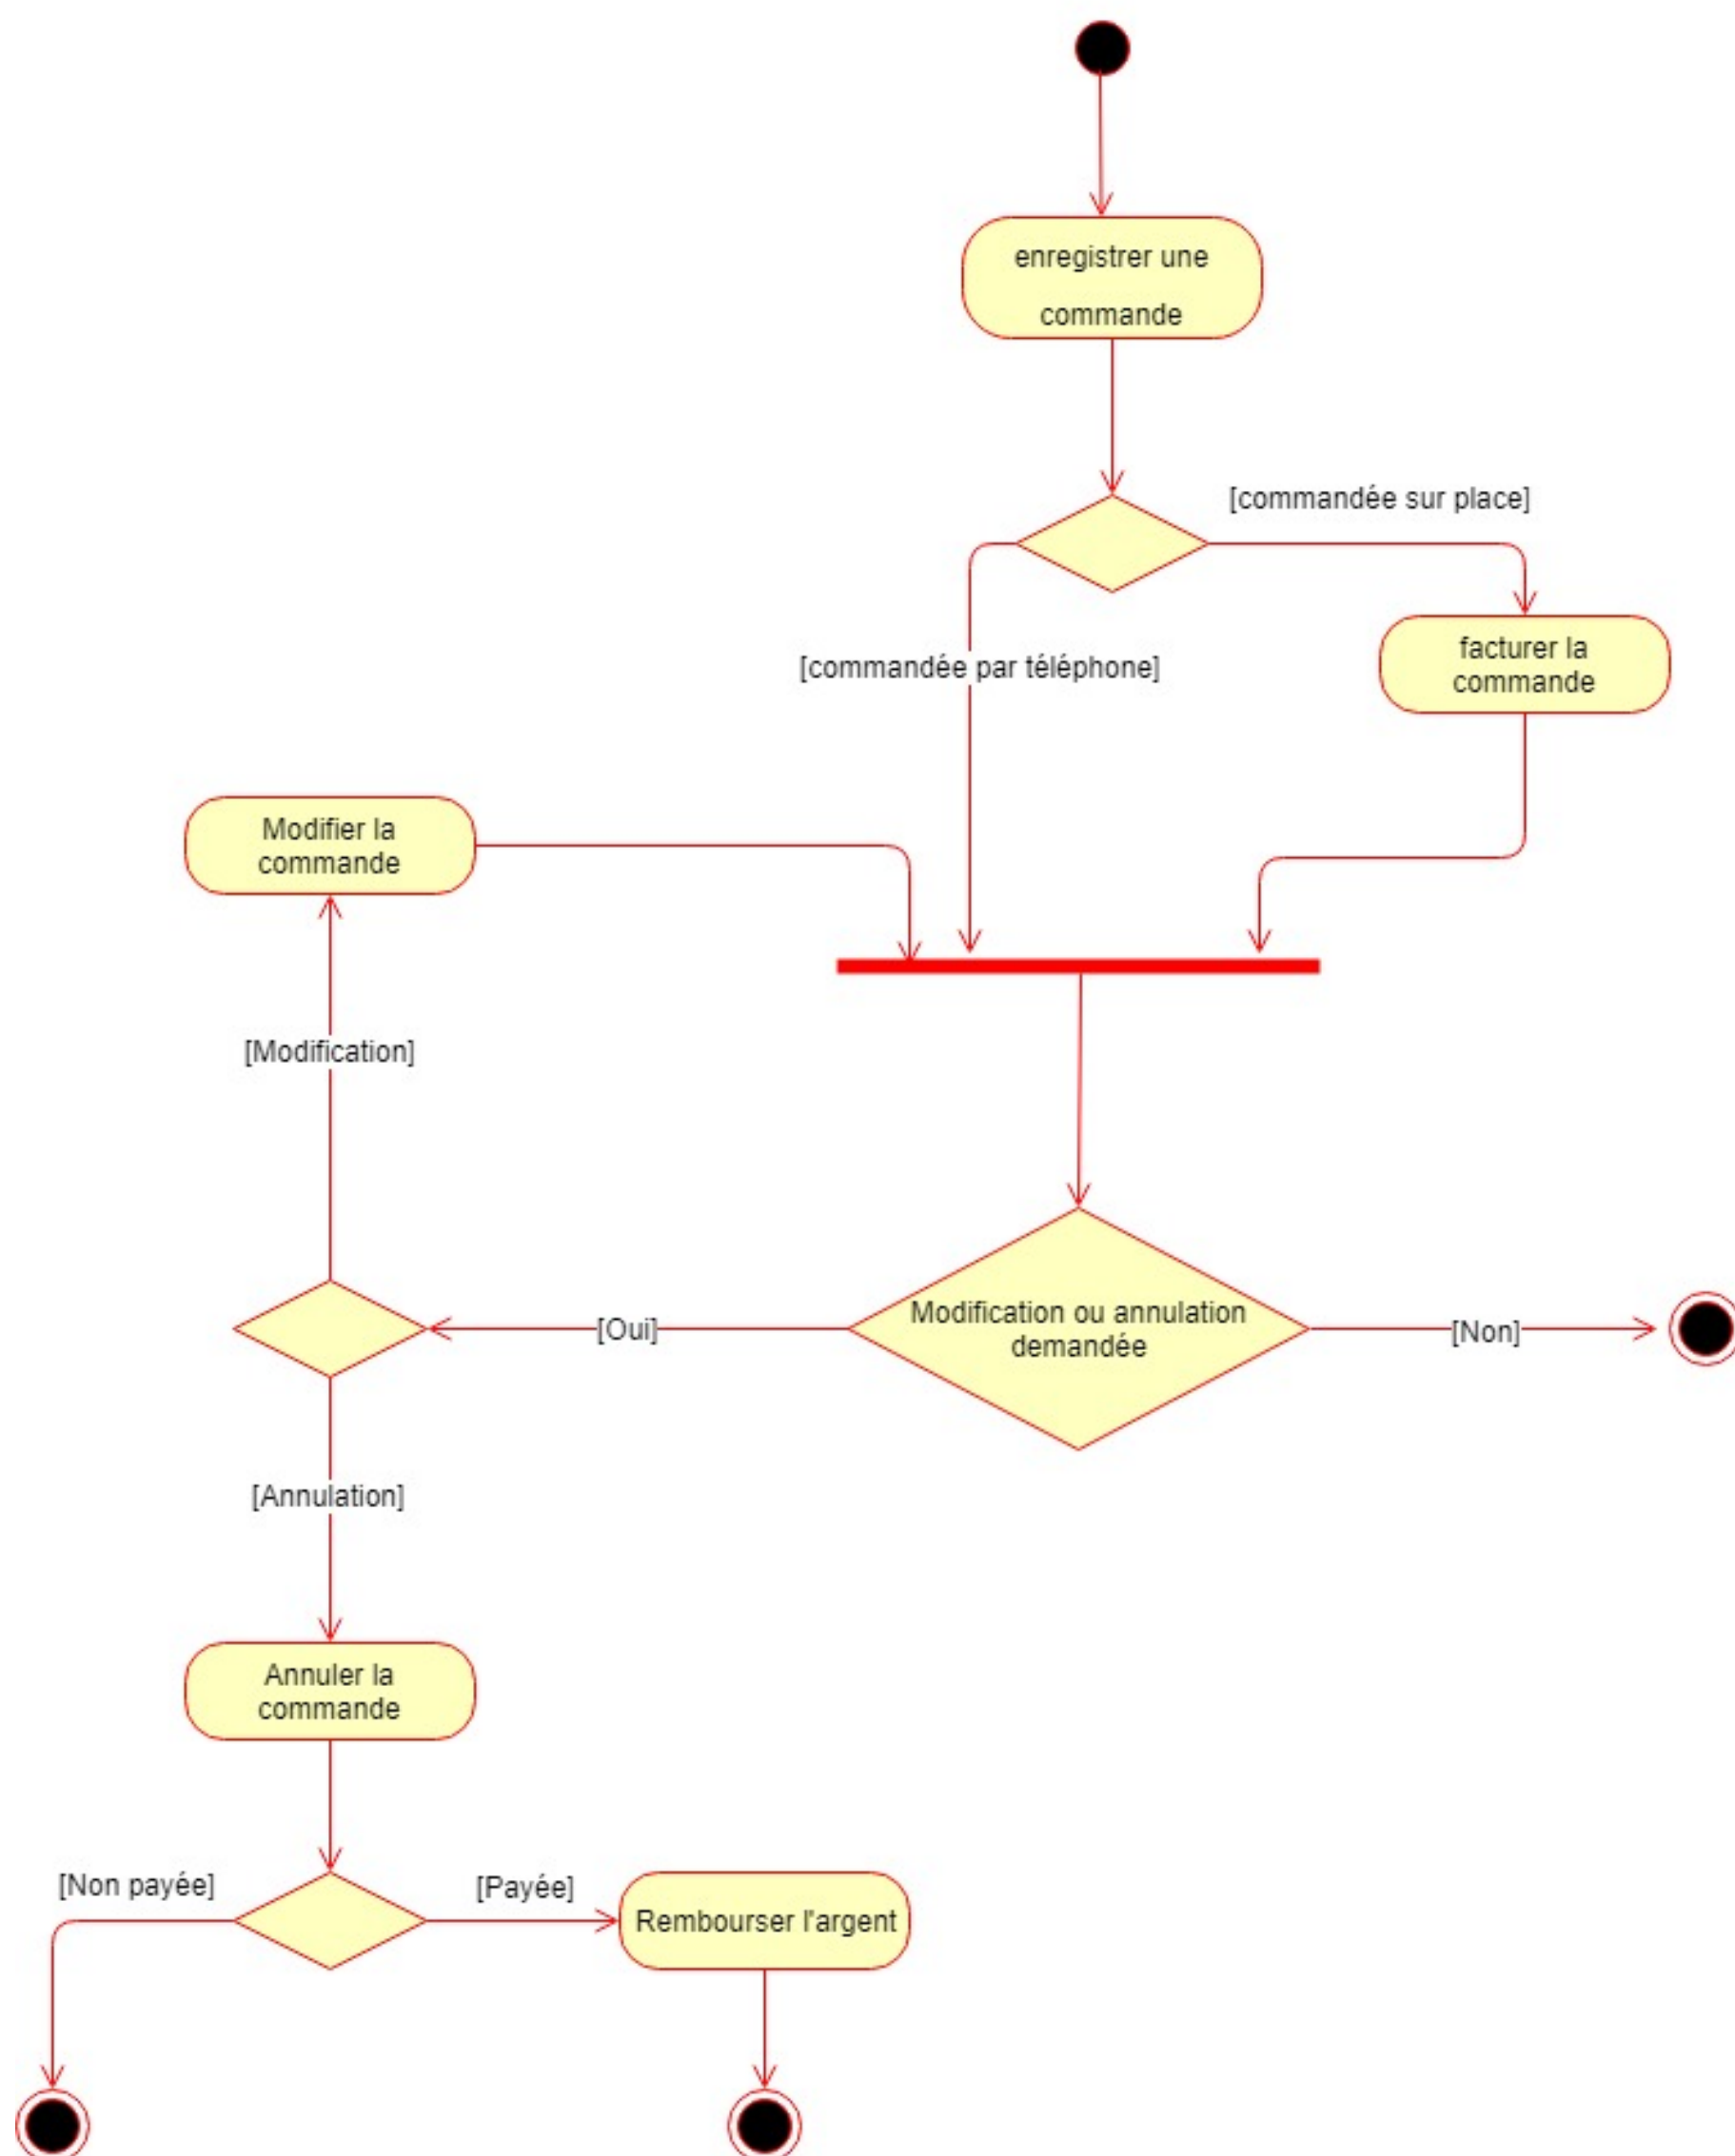 enregistrer une
commande
[commandée sur place]
facturer la
commande
[commandée par téléphone]
Modifier la
commande
[Modification]
Modification ou annulation
demandée
[Oui]
[Non]
[Annulation]
Annuler la
commande
[Non payée]
[Payée]
Rembourser l'argent